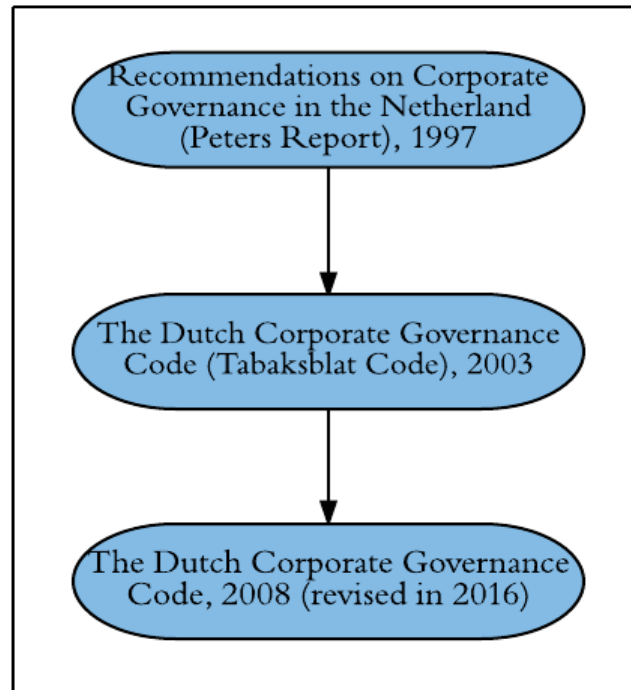 Recommendations on Corporate
Governance in the Netherland
(Peters Report), 1997
The Dutch Corporate Governance
Code (Tabaksblat Code), 2003
The Dutch Corporate Governance
Code, 2008 (revised in 2016)